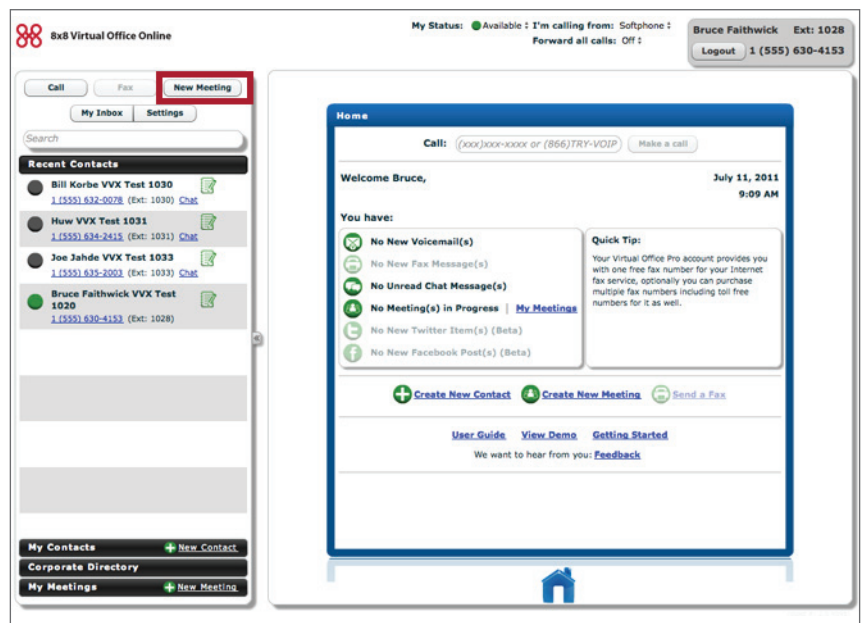 8x8 Virtual Office Online
My Status: Available I'm calling from: Softphone
Forward all calls: Off
Bruce Faithwick Ext: 1028
Logout 1 (555) 630-4153
Call Fax New Meeting
My Inbox Settings
Search
Recent Contacts
Bill Korbe VVX Test 1030
1 (555) 632-0078 (Ext: 1030) Chat
Huw VVX Test 1031
1 (555) 634-2415 (Ext: 1031) Chat
Joe Jahde VVX Test 1033
1 (555) 635-2003 (Ext: 1033) Chat
Bruce Faithwick VVX Test
1020
1 (555) 630-4153 (Ext: 1028)
My Contacts New Contact
Corporate Directory
My Meetings New Meeting
Home
Call: (xxx)xxx-xxxx or (866)TRY-VOIP Make a call
Welcome Bruce,
July 11, 2011
9:09 AM
You have:
No New Voicemail(s)
No New Fax Message(s)
No Unread Chat Message(s)
No Meeting(s) in Progress | My Meetings
No New Twitter Item(s) (Beta)
No New Facebook Post(s) (Beta)
Quick Tip:
Your Virtual Office Pro account provides you
with one free fax number for your Internet
fax service, optionally you can purchase
multiple fax numbers including toll free
numbers for it as well.
Create New Contact Create New Meeting Send a Fax
User Guide View Demo Getting Started
We want to hear from you: Feedback